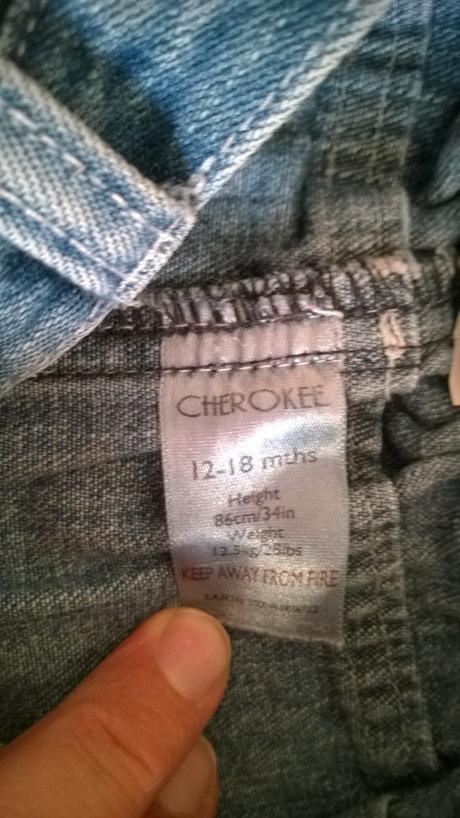 CHEROKEE
12-18 mths
Height
86cm/34in
Weight
12.5kg/28lbs
KEEP AWAY FROM FIRE